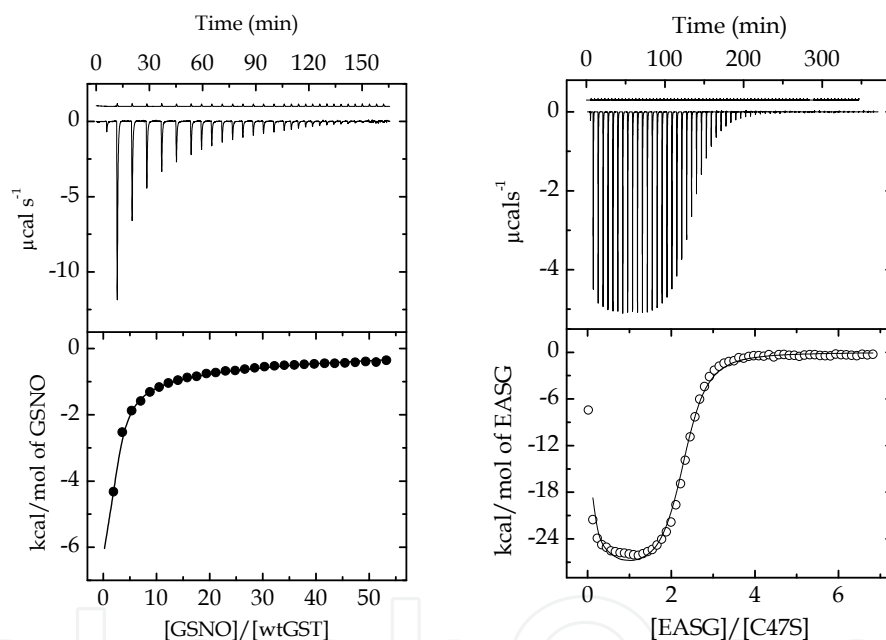 Time (min)
0 30 60 90 120 150
0
-5
-10
µcal s⁻¹
0
-2
-4
-6
kcal/mol of GSNO
0 10 20 30 40 50
[GSNO]/[wtGST]
Time (min)
0 100 200 300
0
-2
-4
µcals⁻¹
0
-6
-12
-18
-24
kcal/mol of EASG
0 2 4 6
[EASG]/[C47S]